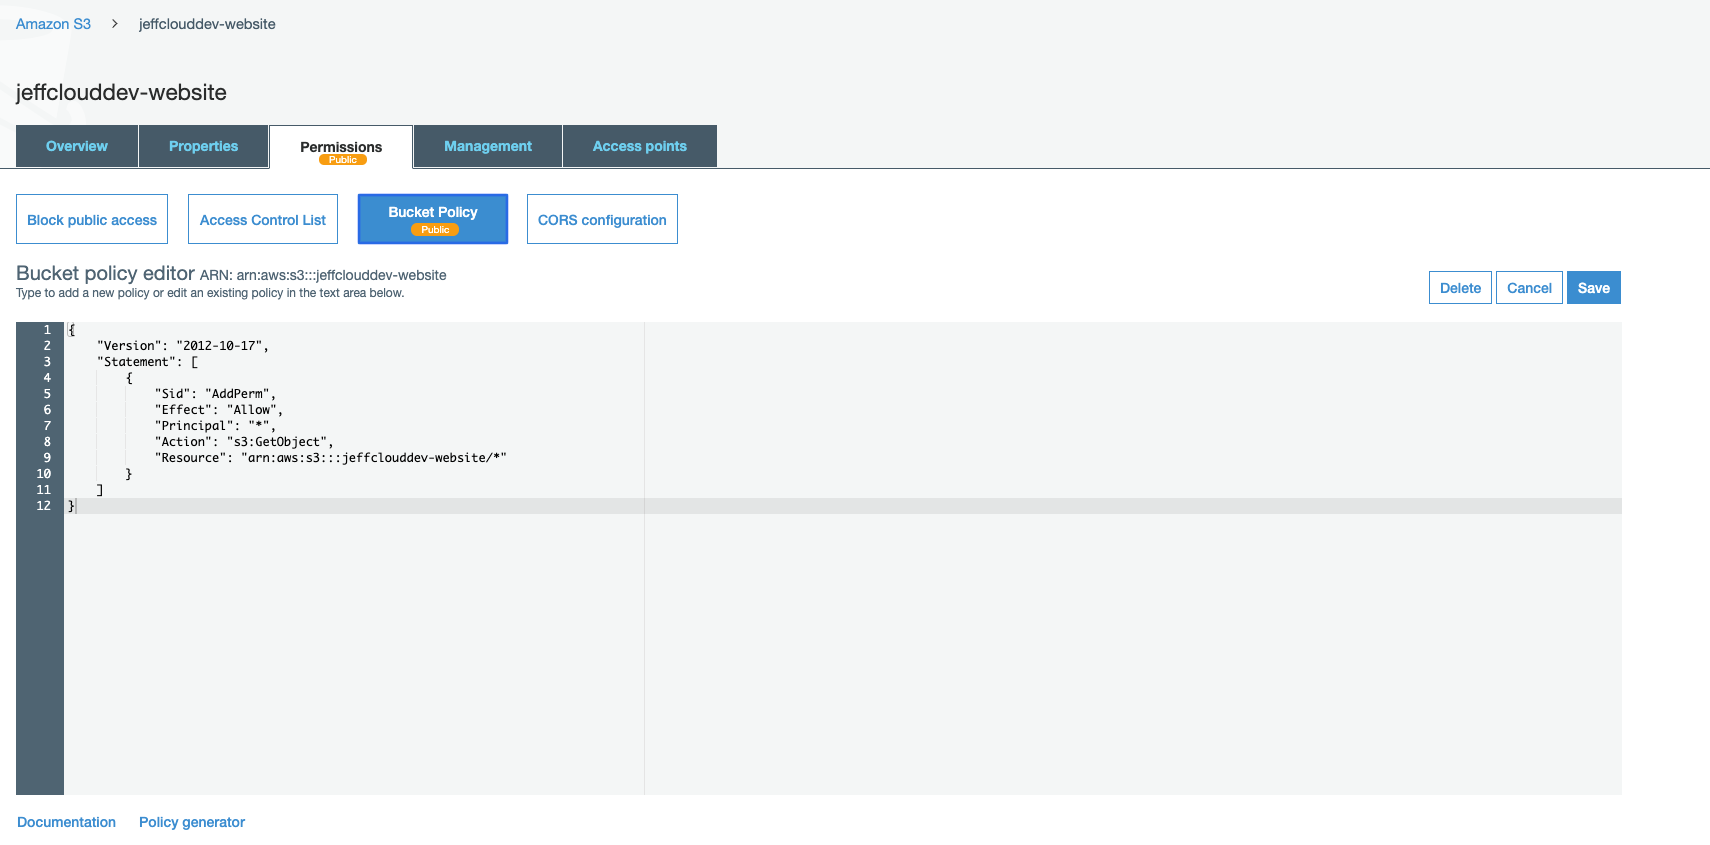 Amazon S3 > jeffclouddev-website
jeffclouddev-website
Overview Properties Permissions Management Access points
Public
Block public access Access Control List Bucket Policy CORS configuration
Public
Bucket policy editor ARN: arn:aws:s3:::jeffclouddev-website
Type to add a new policy or edit an existing policy in the text area below.
Delete Cancel Save
1 {
2 "Version": "2012-10-17",
3 "Statement": [
4 {
5 "Sid": "AddPerm",
6 "Effect": "Allow",
7 "Principal": "*",
8 "Action": "s3:GetObject",
9 "Resource": "arn:aws:s3:::jeffclouddev-website/*"
10 }
11 ]
12 }
Documentation Policy generator